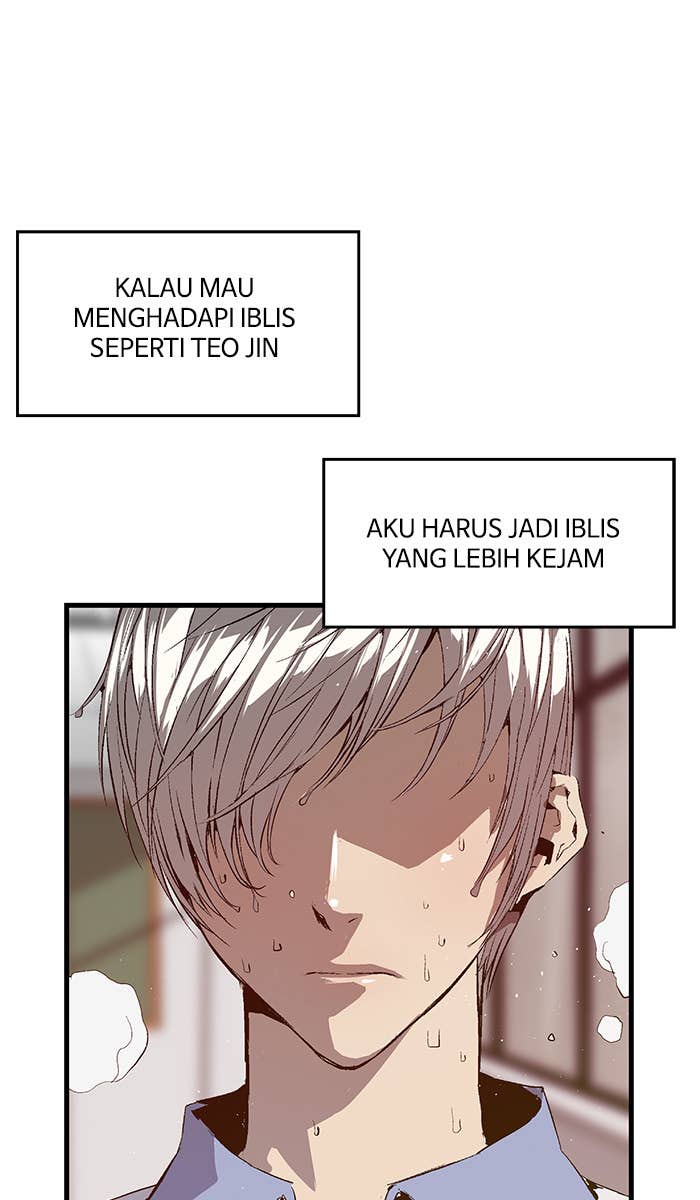 KALAU MAU
MENGHADAPI IBLIS
SEPERTI TEO JIN
AKU HARUS JADI IBLIS
YANG LEBIH KEJAM